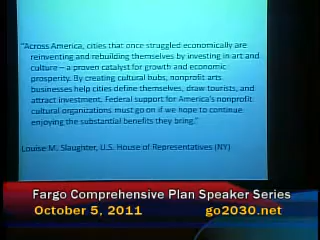 "Across America, cities that once struggled economically are
reinventing and rebuilding themselves by investing in art and
culture – a proven catalyst for growth and economic
prosperity. By creating cultural hubs, nonprofit arts
businesses help cities define themselves, draw tourists, and
attract investment. Federal support for America's nonprofit
cultural organizations must go on if we hope to continue
enjoying the substantial benefits they bring."
Louise M. Slaughter, U.S. House of Representatives (NY)
Fargo Comprehensive Plan Speaker Series
October 5, 2011 go2030.net